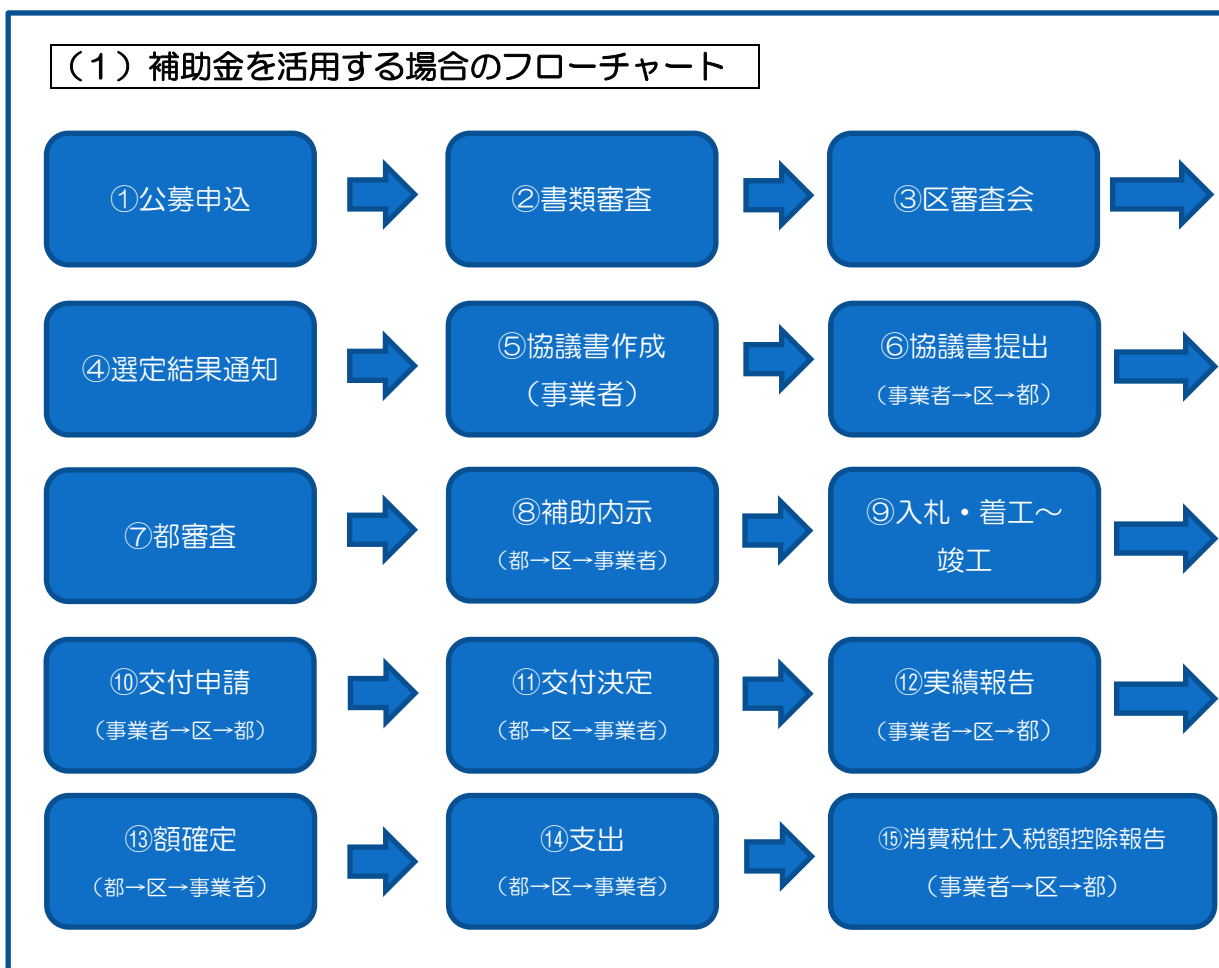 （１）補助金を活用する場合のフローチャート
①公募申込
②書類審査
③区審査会
④選定結果通知
⑤協議書作成
（事業者）
⑥協議書提出
（事業者→区→都）
⑦都審査
⑧補助内示
（都→区→事業者）
⑨入札・着工～
竣工
⑩交付申請
（事業者→区→都）
⑪交付決定
（都→区→事業者）
⑫実績報告
（事業者→区→都）
⑬額確定
（都→区→事業者）
⑭支出
（都→区→事業者）
⑮消費税仕入税額控除報告
（事業者→区→都）